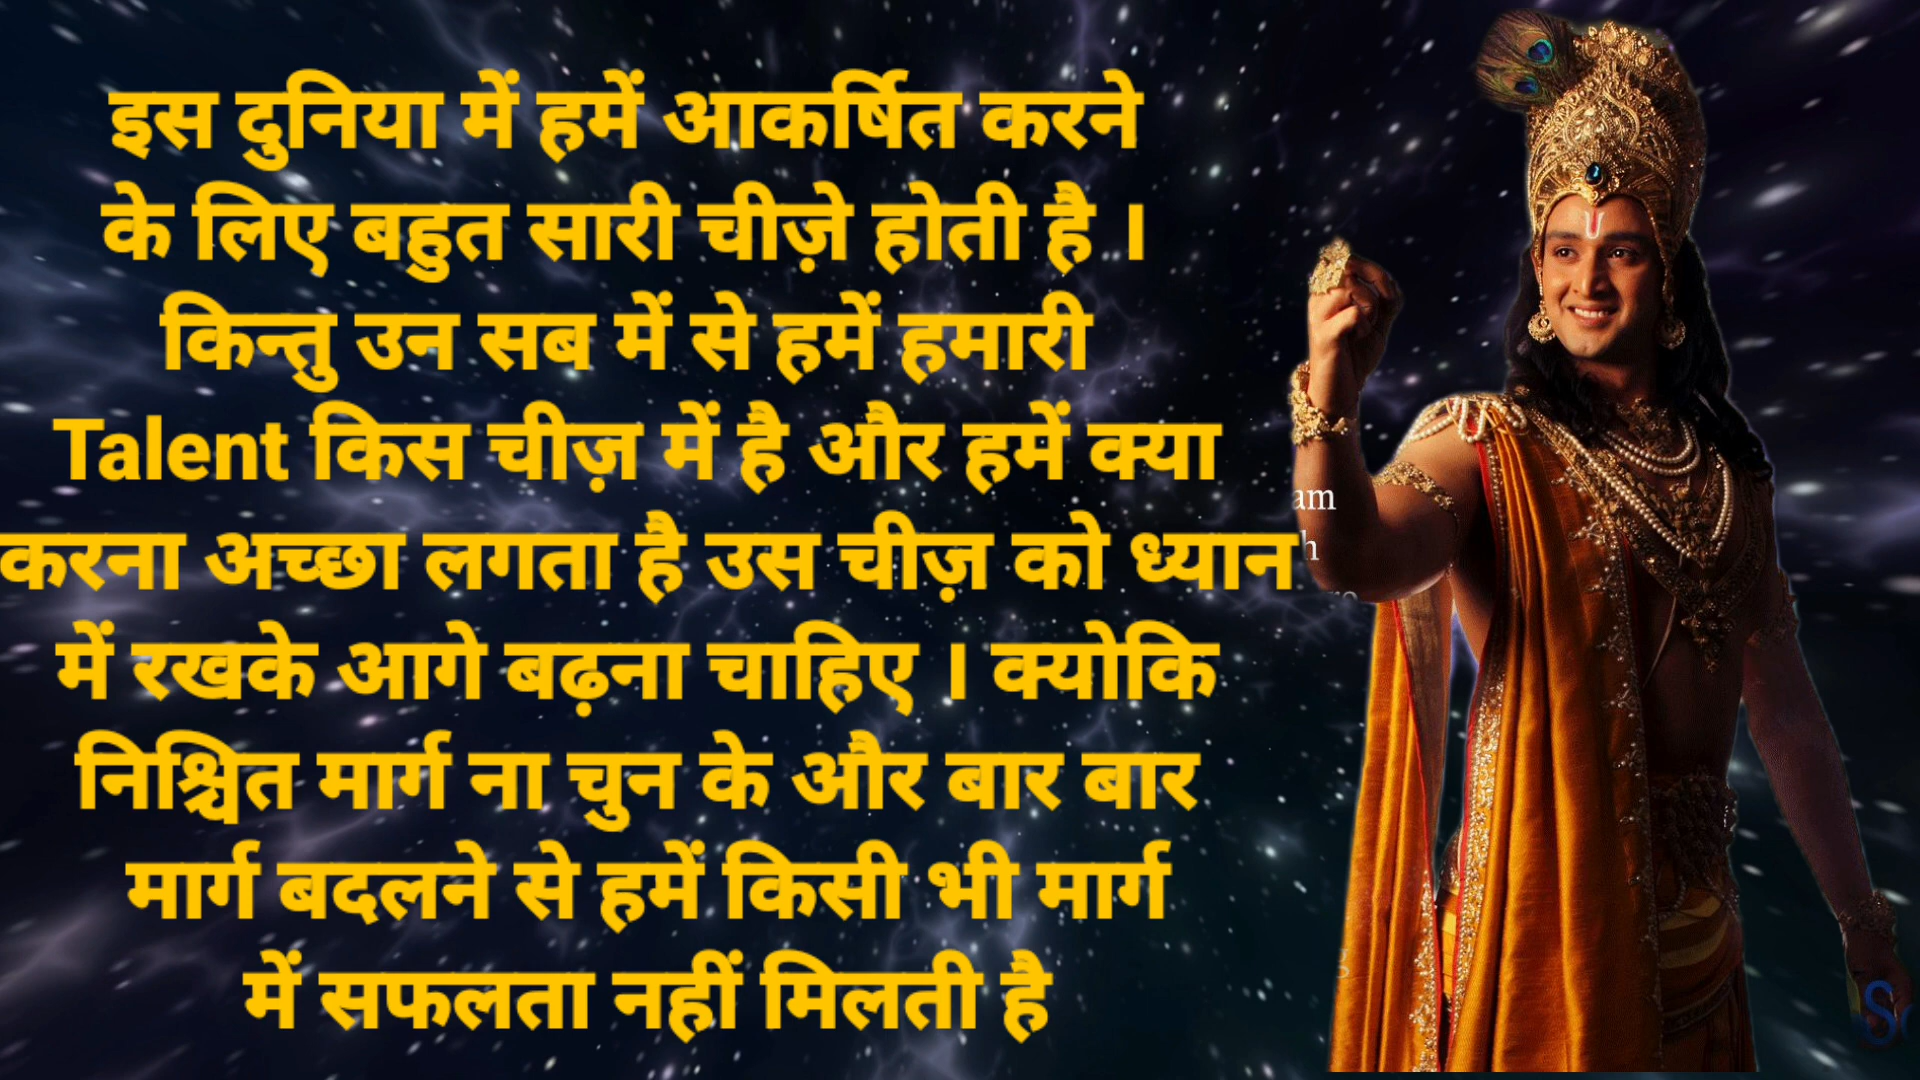 इस दुनिया में हमें आकर्षित करने
के लिए बहुत सारी चीज़े होती है ।
किन्तु उन सब में से हमें हमारी
Talent किस चीज़ में है और हमें क्या
करना अच्छा लगता है उस चीज़ को ध्यान
में रखके आगे बढ़ना चाहिए । क्योकि
निश्चित मार्ग ना चुन के और बार बार
मार्ग बदलने से हमें किसी भी मार्ग
में सफलता नहीं मिलती है
am
h